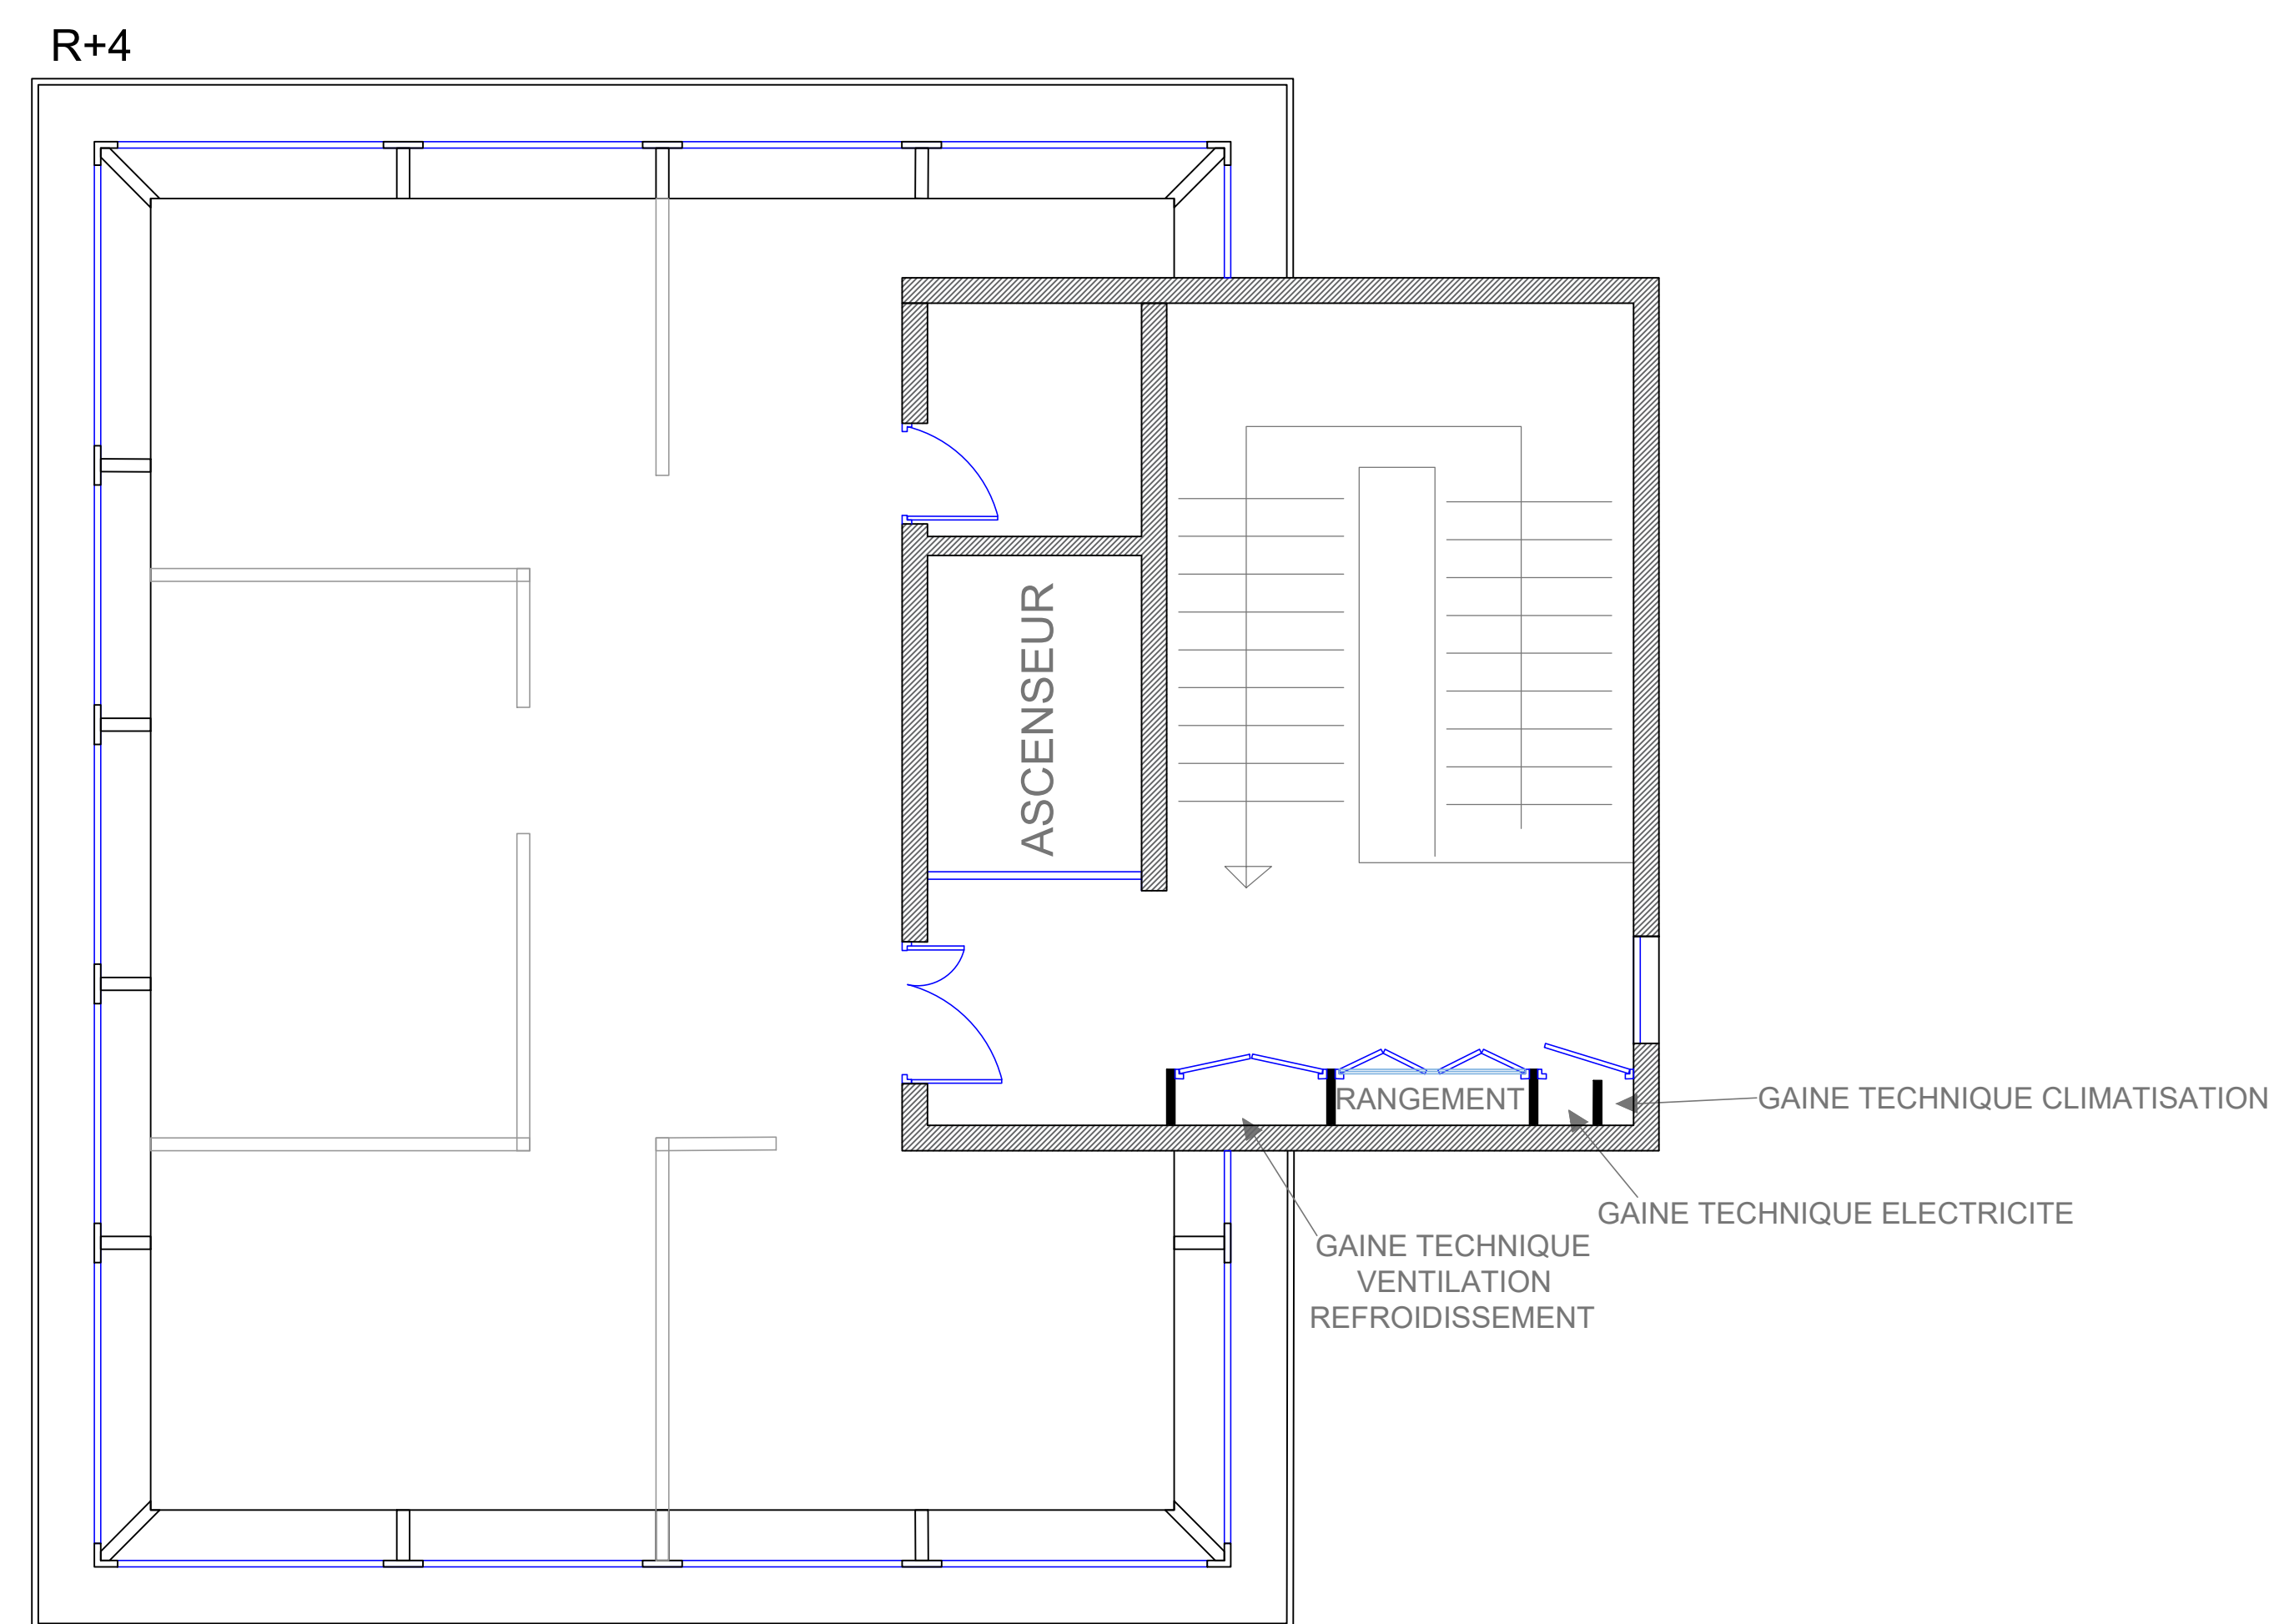 R+4
ASCENSEUR
RANGEMENT
GAINE TECHNIQUE CLIMATISATION
GAINE TECHNIQUE ELECTRICITE
GAINE TECHNIQUE
VENTILATION
REFROIDISSEMENT